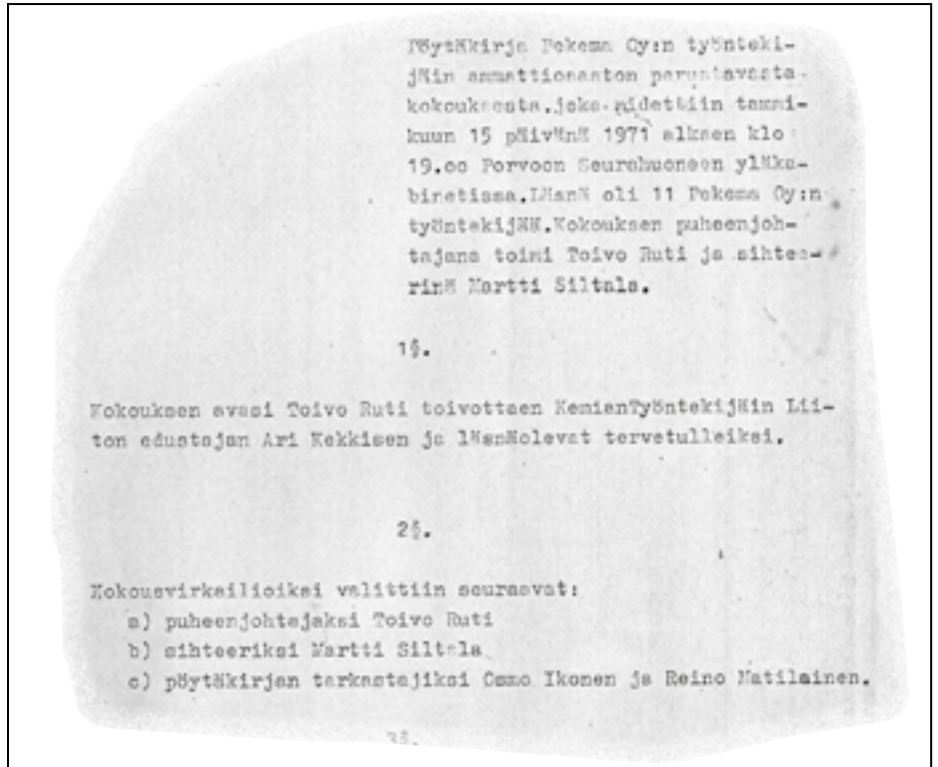 Pöytäkirja Pekema Oy:n työnteki-
jäin ammattiosaston perustavasta
kokouksesta,joka pidettiin tammi-
kuun 15 päivänä 1971 alkaen klo
19.oo Porvoon Seurahuoneen yläka-
binetissa.Läsnä oli 11 Pekema Oy:n
työntekijää.Kokouksen puheenjoh-
tajana toimi Toivo Ruti ja sihtee-
rinä Martti Siltala.
1§.
Kokouksen avasi Toivo Ruti toivottaen KemianTyöntekijäin Lii-
ton edustajan Ari Kekkisen ja läsnäolevat tervetulleiksi.
2§.
Kokousvirkailioiksi valittiin seuraavat:
a) puheenjohtajaksi Toivo Ruti
b) sihteeriksi Martti Siltala
c) pöytäkirjan tarkastajiksi Osmo Ikonen ja Reino Matilainen.
3§.